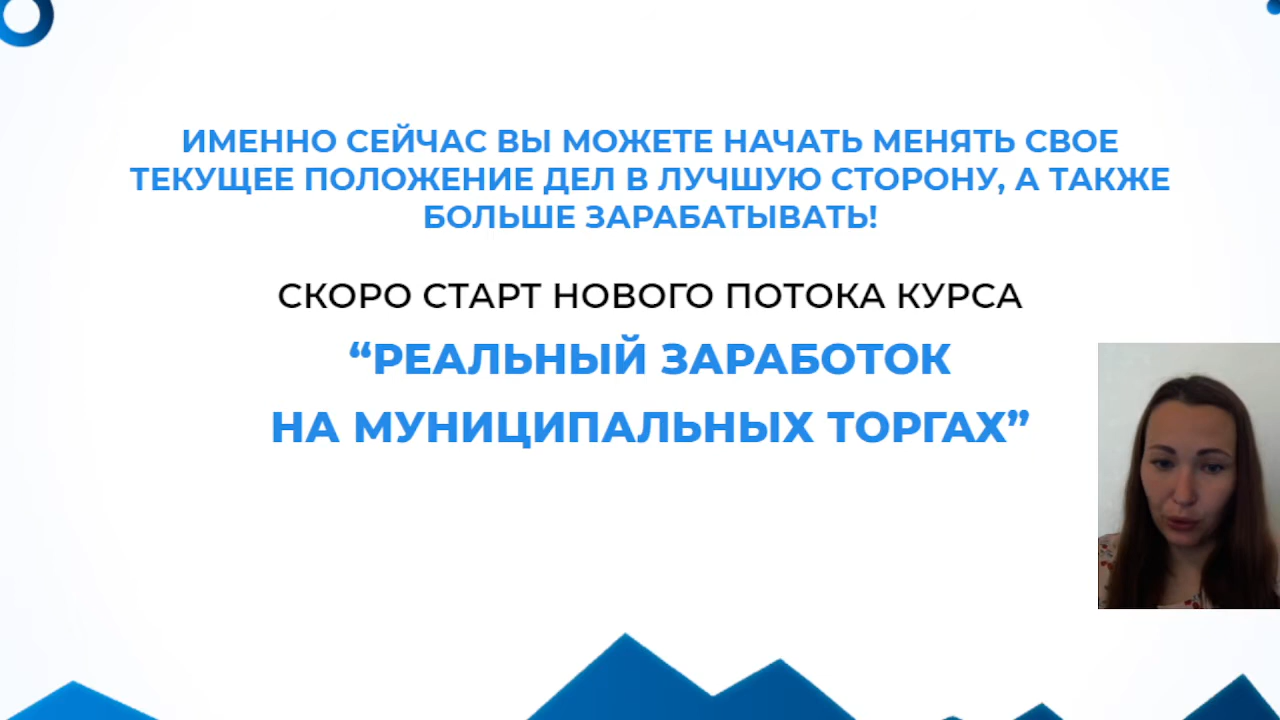 ИМЕННО СЕЙЧАС ВЫ МОЖЕТЕ НАЧАТЬ МЕНЯТЬ СВОЕ
ТЕКУЩЕЕ ПОЛОЖЕНИЕ ДЕЛ В ЛУЧШУЮ СТОРОНУ, А ТАКЖЕ
БОЛЬШЕ ЗАРАБАТЫВАТЬ!
СКОРО СТАРТ НОВОГО ПОТОКА КУРСА
“РЕАЛЬНЫЙ ЗАРАБОТОК
НА МУНИЦИПАЛЬНЫХ ТОРГАХ”